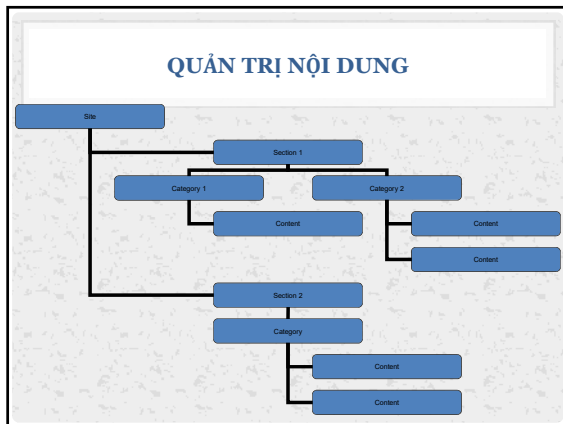 QUẢN TRỊ NỘI DUNG
Site
Section 1
Category 1
Category 2
Content
Content
Content
Section 2
Category
Content
Content